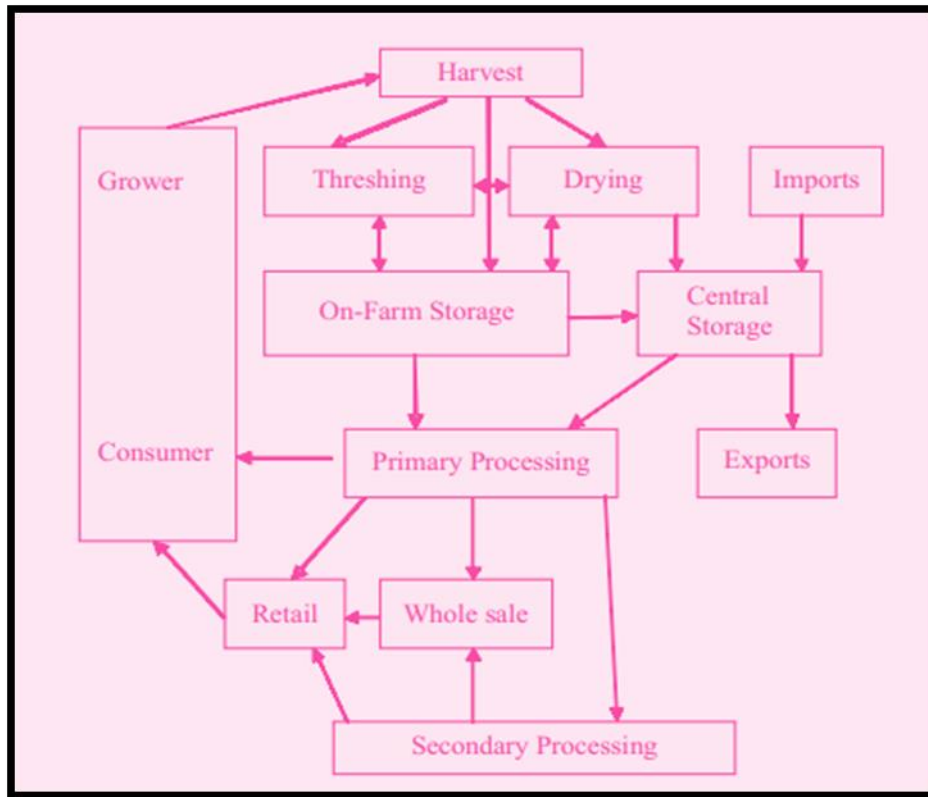 Harvest
Grower
Threshing
Drying
Imports
On-Farm Storage
Central
Storage
Consumer
Primary Processing
Exports
Retail
Whole sale
Secondary Processing